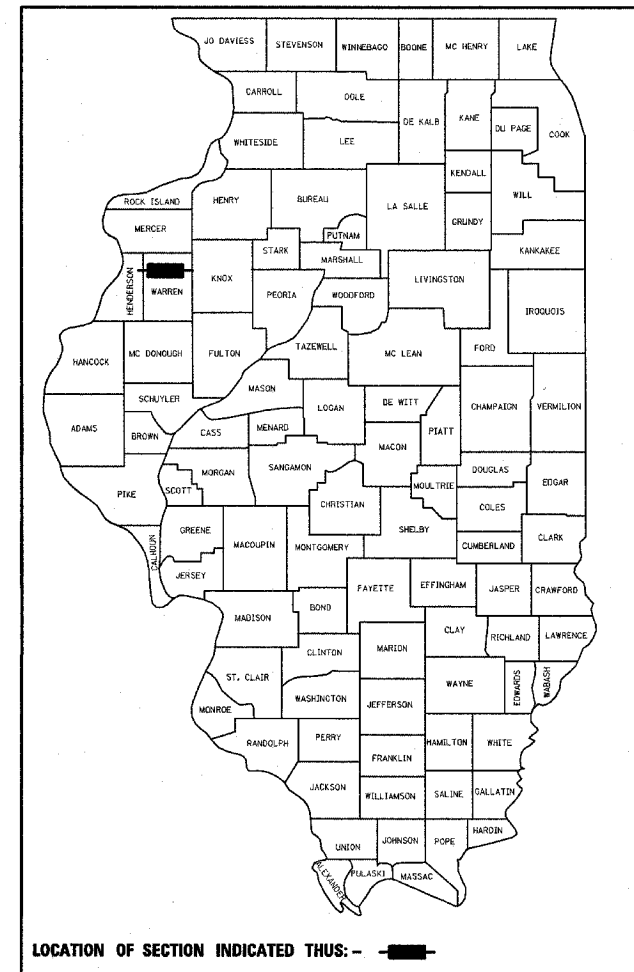 JO DAVIESS STEVENSON WINNEBAGO BOONE MC HENRY LAKE
CARROLL OGLE DE KALB KANE DU PAGE COOK
WHITESIDE LEE KENDALL WILL
ROCK ISLAND HENRY BUREAU LA SALLE GRUNDY
MERCER PUTNAM KANKAKEE
HENDERSON WARREN KNOX STARK MARSHALL LIVINGSTON
PEORIA WOODFORD IROQUOIS
HANCOCK MC DONOUGH FULTON TAZEWELL MC LEAN FORD
SCHUYLER MASON LOGAN DE WITT CHAMPAIGN VERMILION
ADAMS BROWN CASS MENARD MACON PIATT
PIKE SCOTT MORGAN SANGAMON MOULTRIE DOUGLAS EDGAR
CHRISTIAN COLES
GREENE MACOUPIN MONTGOMERY SHELBY CUMBERLAND CLARK
CALHOUN JERSEY
FAYETTE EFFINGHAM JASPER CRAWFORD
MADISON BOND
CLINTON MARION CLAY RICHLAND LAWRENCE
ST. CLAIR WASHINGTON WAYNE EDWARDS WABASH
MONROE JEFFERSON
RANDOLPH PERRY HAMILTON WHITE
FRANKLIN
JACKSON WILLIAMSON SALINE GALLATIN
HARDIN
UNION JOHNSON POPE
ALEXANDER PULASKI MASSAC
LOCATION OF SECTION INDICATED THUS: -